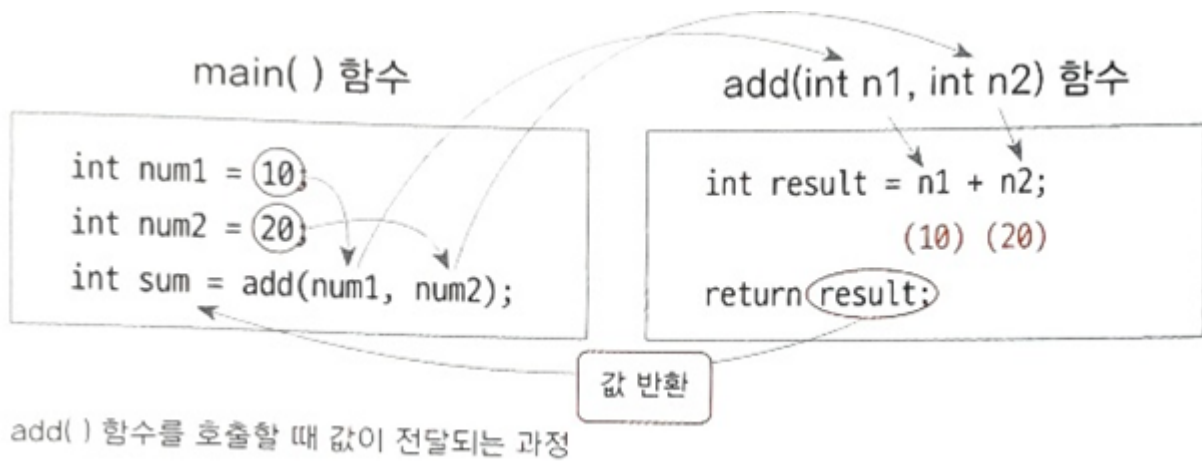 main( ) 함수
int num1 = 10;
int num2 = 20;
int sum = add(num1, num2);
add(int n1, int n2) 함수
int result = n1 + n2;
(10) (20)
return result;
값 반환
add( ) 함수를 호출할 때 값이 전달되는 과정